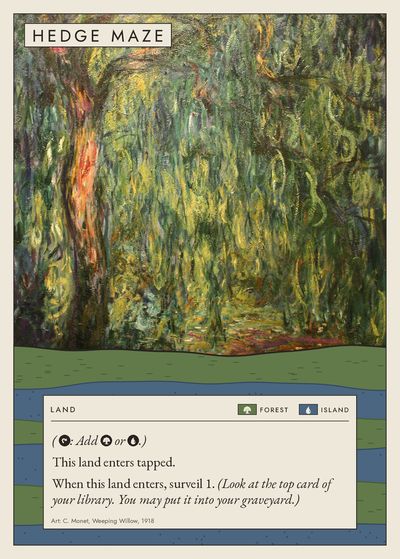 HEDGE MAZE
LAND
FOREST
ISLAND
( : Add or .)
This land enters tapped.
When this land enters, surveil 1. (Look at the top card of
your library. You may put it into your graveyard.)
Art: C. Monet, Weeping Willow, 1918